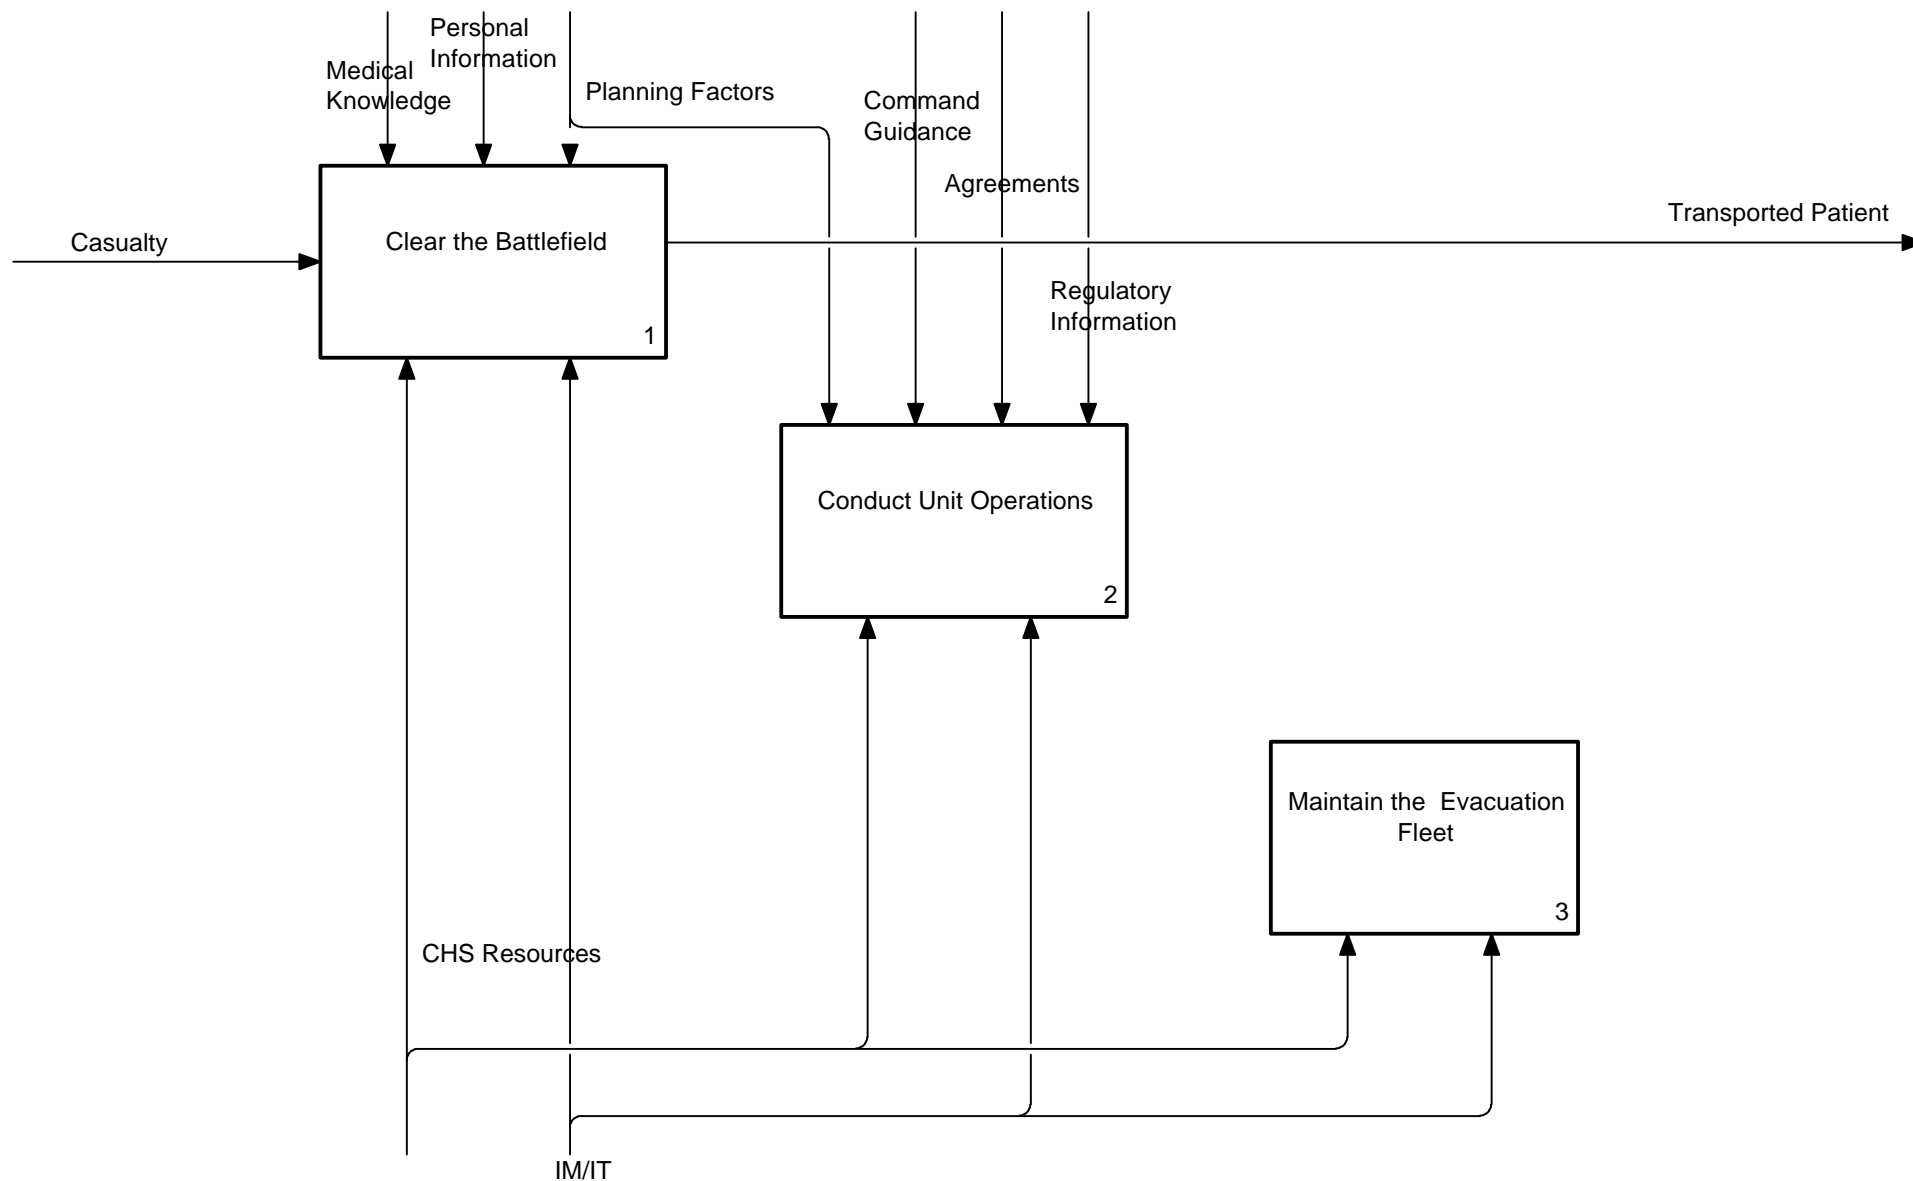 Personal
Information
Medical
Knowledge
Planning Factors
Command
Guidance
Agreements
Transported Patient
Casualty
Clear the Battlefield
1
Regulatory
Information
Conduct Unit Operations
2
Maintain the  Evacuation
Fleet
3
CHS Resources
IM/IT